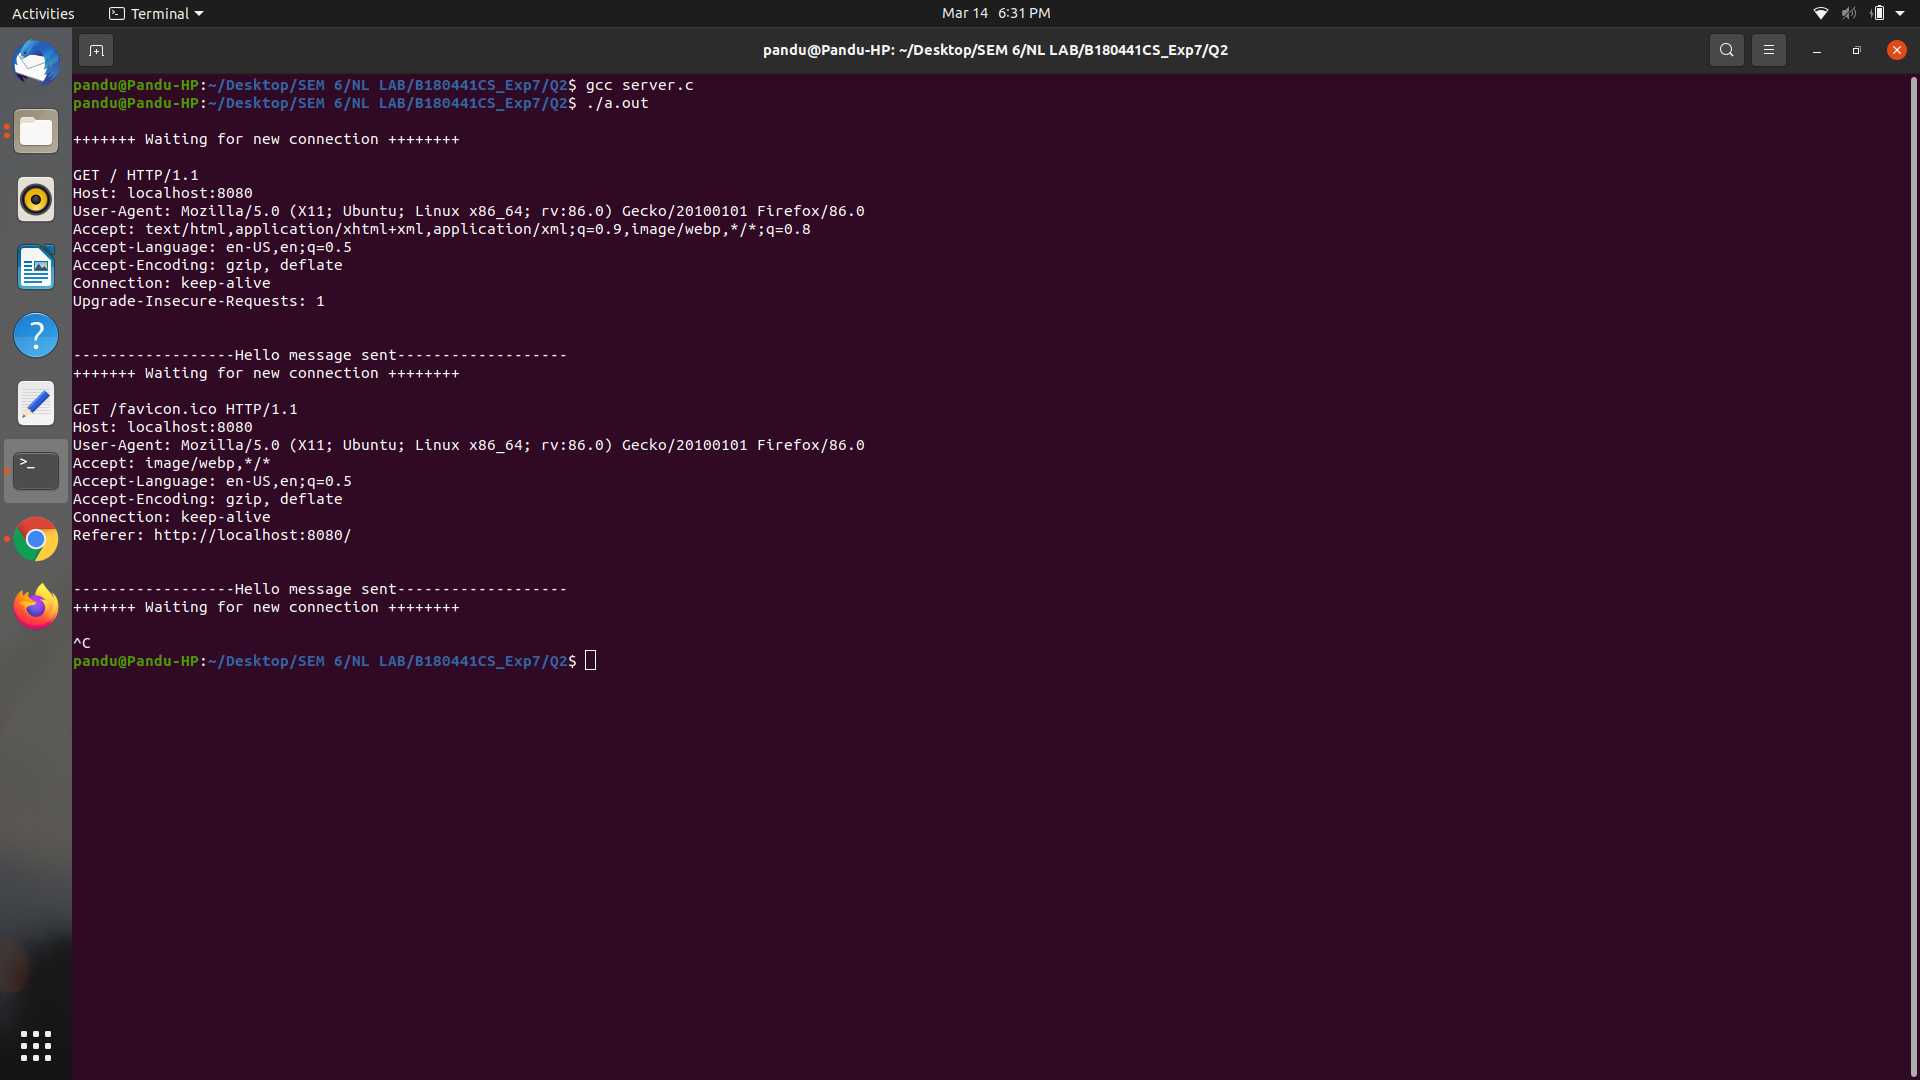 Activities
Terminal
Mar 14 6:31 PM
pandu@Pandu-HP: ~/Desktop/SEM 6/NL LAB/B180441CS_Exp7/Q2
pandu@Pandu-HP:~/Desktop/SEM 6/NL LAB/B180441CS_Exp7/Q2$ gcc server.c
pandu@Pandu-HP:~/Desktop/SEM 6/NL LAB/B180441CS_Exp7/Q2$ ./a.out
+++++++ Waiting for new connection ++++++++
GET / HTTP/1.1
Host: localhost:8080
User-Agent: Mozilla/5.0 (X11; Ubuntu; Linux x86_64; rv:86.0) Gecko/20100101 Firefox/86.0
Accept: text/html,application/xhtml+xml,application/xml;q=0.9,image/webp,*/*;q=0.8
Accept-Language: en-US,en;q=0.5
Accept-Encoding: gzip, deflate
Connection: keep-alive
Upgrade-Insecure-Requests: 1
------------------Hello message sent-------------------
+++++++ Waiting for new connection ++++++++
GET /favicon.ico HTTP/1.1
Host: localhost:8080
User-Agent: Mozilla/5.0 (X11; Ubuntu; Linux x86_64; rv:86.0) Gecko/20100101 Firefox/86.0
Accept: image/webp,*/*
Accept-Language: en-US,en;q=0.5
Accept-Encoding: gzip, deflate
Connection: keep-alive
Referer: http://localhost:8080/
------------------Hello message sent-------------------
+++++++ Waiting for new connection ++++++++
^C
pandu@Pandu-HP:~/Desktop/SEM 6/NL LAB/B180441CS_Exp7/Q2$